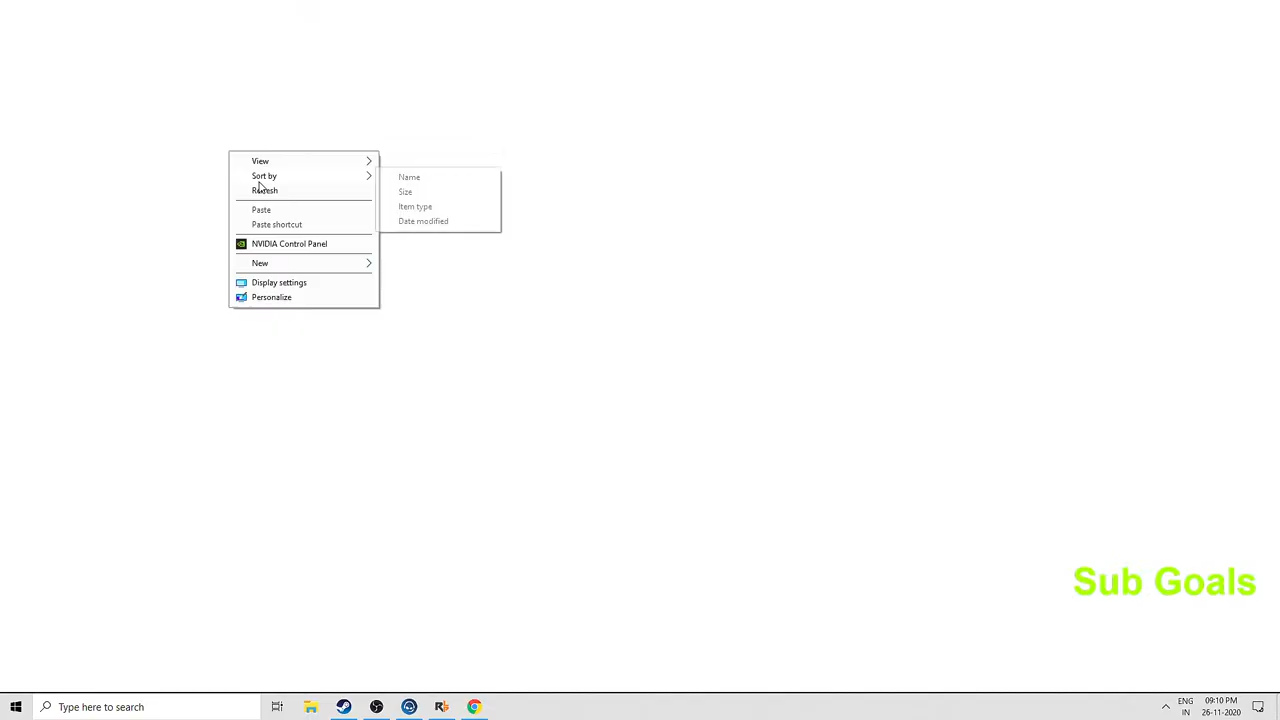 View
Sort by
Refresh
Paste
Paste shortcut
NVIDIA Control Panel
New
Display settings
Personalize
Name
Size
Item type
Date modified
Sub Goals
Type here to search
ENG
IN
09:10 PM
26-11-2020